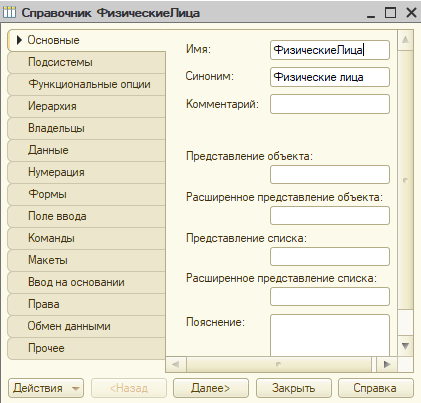 Справочник ФизическиеЛица
Основные
Подсистемы
Функциональные опции
Иерархия
Владельцы
Данные
Нумерация
Формы
Поле ввода
Команды
Макеты
Ввод на основании
Права
Обмен данными
Прочее
Имя: ФизическиеЛица
Синоним: Физические лица
Комментарий:
Представление объекта:
Расширенное представление объекта:
Представление списка:
Расширенное представление списка:
Пояснение:
Действия <Назад Далее> Закрыть Справка